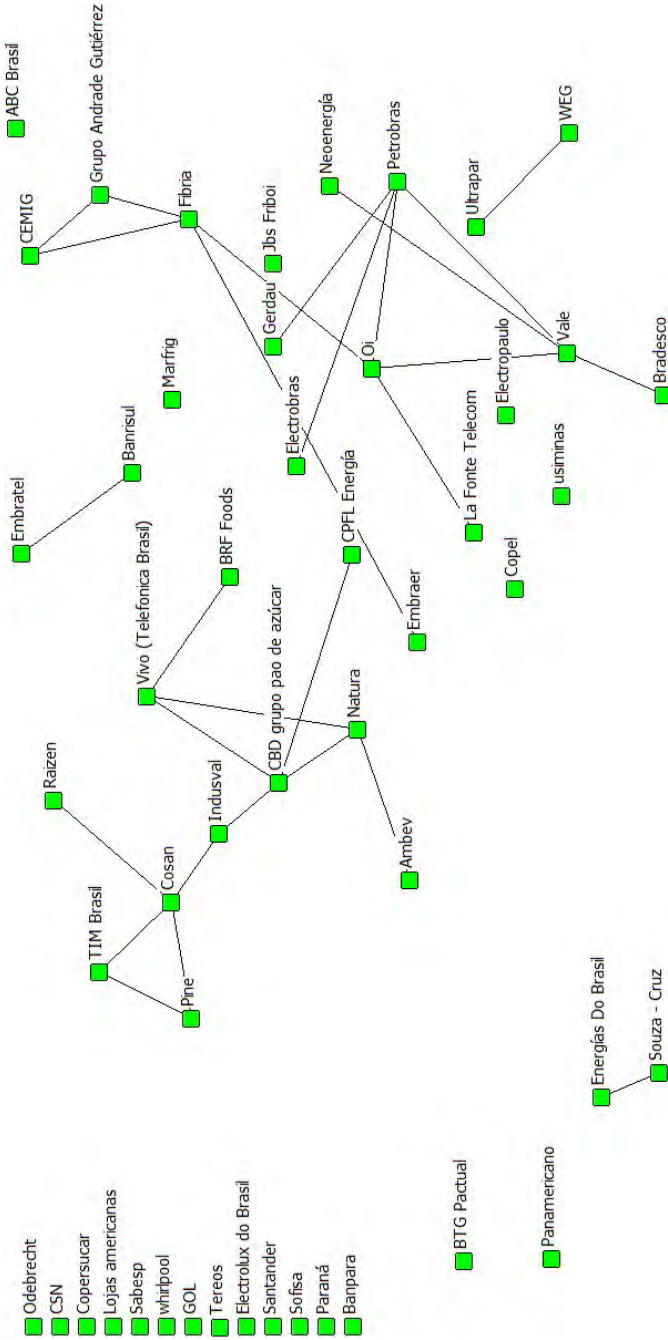 Odebrecht
CSN
Copersucar
Lojas americanas
Sabesp
whirlpool
GOL
Tereos
Electrolux do Brasil
Santander
Sofisa
Paraná
Banpara
BTG Pactual
Panamericano
Energías Do Brasil
Souza - Cruz
TIM Brasil
Pine
Cosan
Raizen
Indusval
Vivo (Telefonica Brasil)
CBD grupo pao de azúcar
Natura
Ambev
BRF Foods
CPFL Energía
Embraer
Embratel
Banrisul
Marfrig
Electrobras
Gerdau
Jbs Friboi
Oi
La Fonte Telecom
Copel
usiminas
Electropaulo
Vale
Bradesco
CEMIG
Grupo Andrade Gutiérrez
Fibria
ABC Brasil
Neoenergía
Petrobras
Ultrapar
WEG